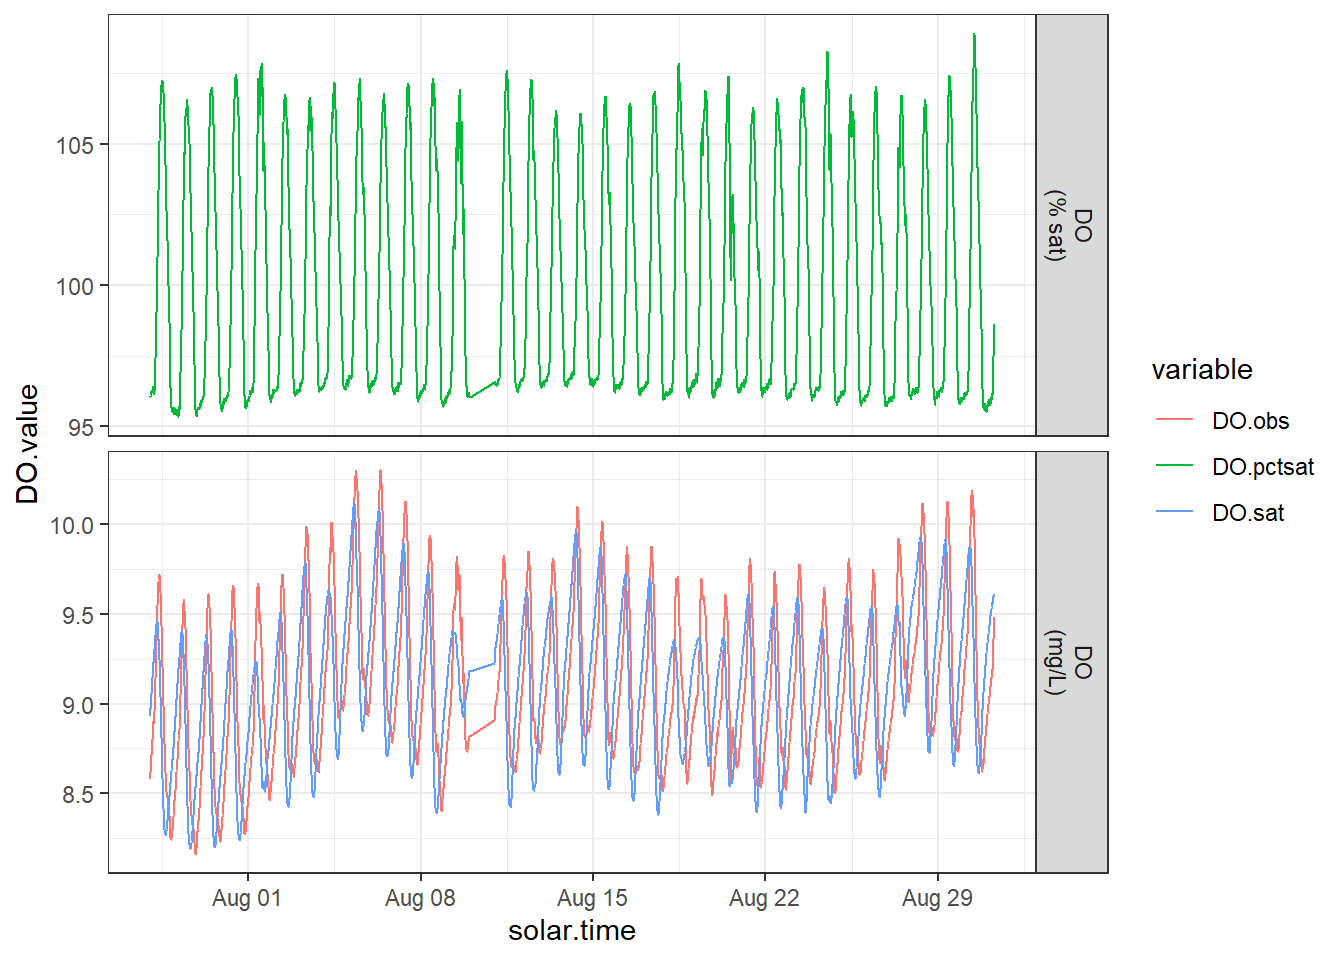 105
100
95
DO
(% sat)
DO.value
10.0
9.5
9.0
8.5
DO
(mg/L)
Aug 01
Aug 08
Aug 15
Aug 22
Aug 29
solar.time
variable
DO.obs
DO.pctsat
DO.sat